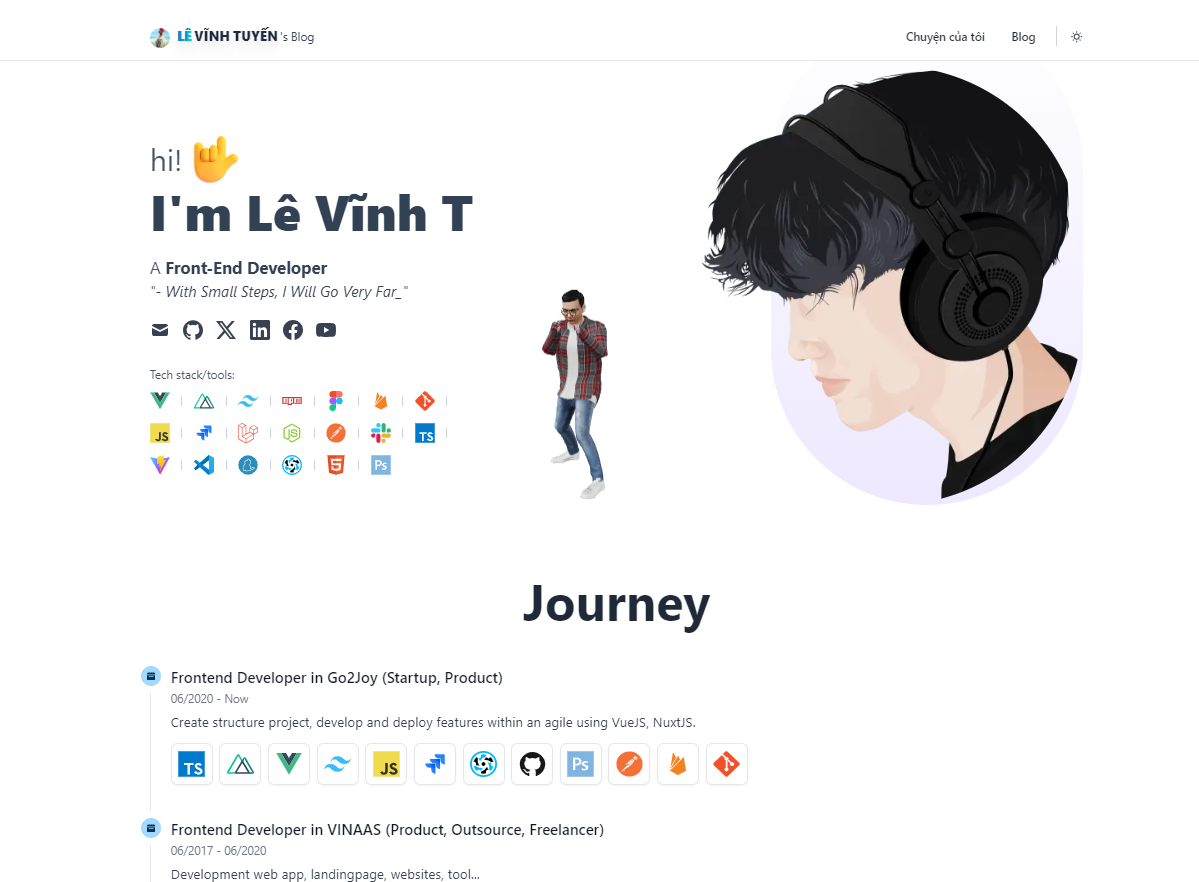 LÊ VĨNH TUYẾN 's Blog
Chuyện của tôi
Blog
hi!
I'm Lê Vĩnh T
A Front-End Developer
"- With Small Steps, I Will Go Very Far_"
Tech stack/tools:
npm
JS
TS
Ps
Journey
Frontend Developer in Go2Joy (Startup, Product)
06/2020 - Now
Create structure project, develop and deploy features within an agile using VueJS, NuxtJS.
TS JS Ps
Frontend Developer in VINAAS (Product, Outsource, Freelancer)
06/2017 - 06/2020
Development web app, landingpage, websites, tool...